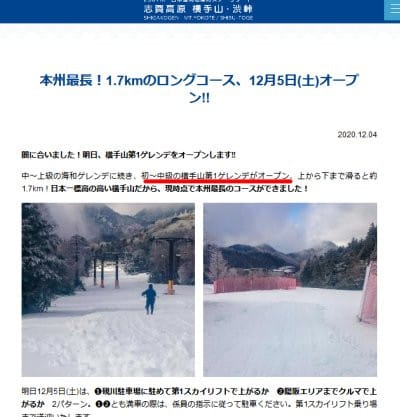 志賀高原 横手山・渋峠
SHIGAKOGEN MT.YOKOTE / SHIBU-TOGE
本州最長！1.7kmのロングコース、12月5日(土)オープ
ン!!
2020.12.04
間に合いました！明日、横手山第1ゲレンデをオープンします!!
中～上級の海和ゲレンデに続き、初～中級の横手山第1ゲレンデがオープン。上から下まで滑ると約
1.7km！日本一標高の高い横手山だから、現時点で本州最長のコースができました！
明日12月5日(土)は、❶硯川駐車場に駐めて第1スカイリフトで上がるか ❷陽坂エリアまでクルマで上
がるか 2パターン。❶❷とも満車の際は、係員の指示に従って駐車ください。第1スカイリフト乗り場